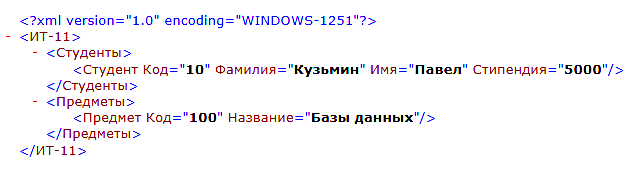 <?xml version="1.0" encoding="WINDOWS-1251"?>
- <ИТ-11>
- <Студенты>
<Студент Код="10" Фамилия="Кузьмин" Имя="Павел" Стипендия="5000"/>
</Студенты>
- <Предметы>
<Предмет Код="100" Название="Базы данных"/>
</Предметы>
</ИТ-11>